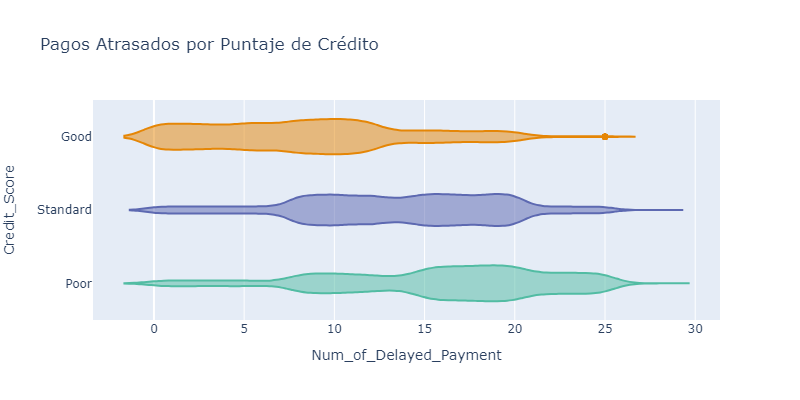 Pagos Atrasados por Puntaje de Crédito
Good
Standard
Poor
Credit_Score
0 5 10 15 20 25 30
Num_of_Delayed_Payment